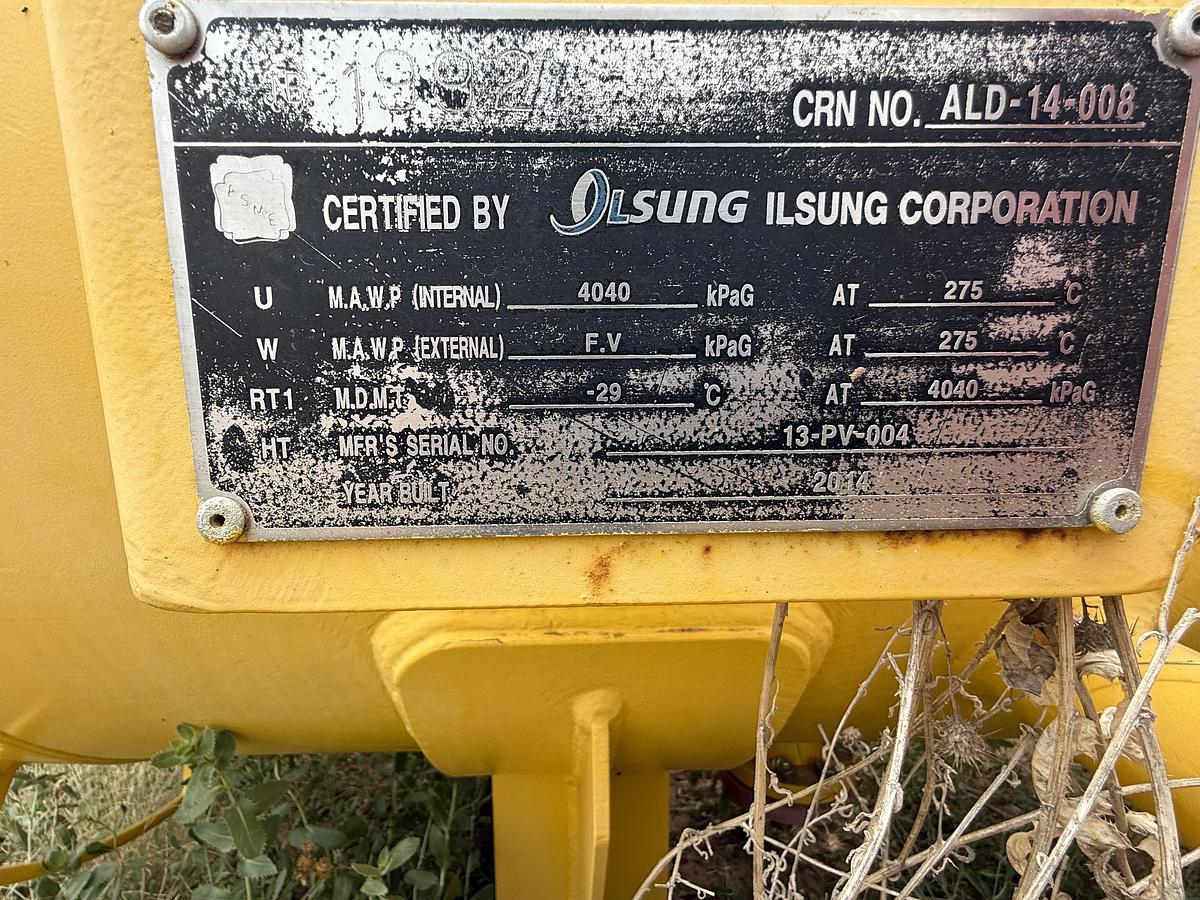 1992
CRN NO. ALD-14-008
ASME CERTIFIED BY ILSUNG ILSUNG CORPORATION
U M.A.W.P (INTERNAL) 4040 kPaG AT 275 ℃
W M.A.W.P (EXTERNAL) F.V kPaG AT 275 ℃
RT1 M.D.M.T. -29 ℃ AT 4040 kPaG
HT MFR'S SERIAL NO. 13-PV-004
YEAR BUILT 2014